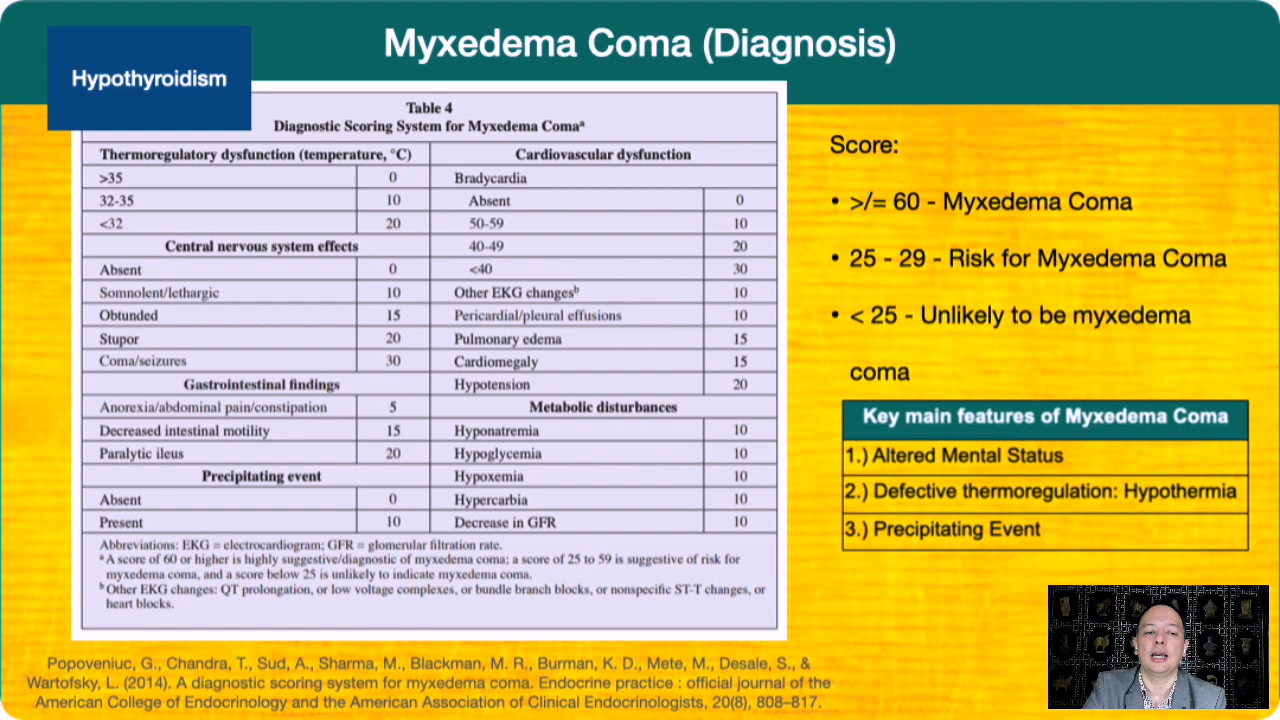 Myxedema Coma (Diagnosis)
Hypothyroidism
Table 4
Diagnostic Scoring System for Myxedema Comaᵃ
Thermoregulatory dysfunction (temperature, °C)
>35 0
32-35 10
<32 20
Central nervous system effects
Absent 0
Somnolent/lethargic 10
Obtunded 15
Stupor 20
Coma/seizures 30
Gastrointestinal findings
Anorexia/abdominal pain/constipation 5
Decreased intestinal motility 15
Paralytic ileus 20
Precipitating event
Absent 0
Present 10
Cardiovascular dysfunction
Bradycardia
Absent 0
50-59 10
40-49 20
<40 30
Other EKG changesᵇ 10
Pericardial/pleural effusions 10
Pulmonary edema 15
Cardiomegaly 15
Hypotension 20
Metabolic disturbances
Hyponatremia 10
Hypoglycemia 10
Hypoxemia 10
Hypercarbia 10
Decrease in GFR 10
Abbreviations: EKG = electrocardiogram; GFR = glomerular filtration rate.
ᵃ A score of 60 or higher is highly suggestive/diagnostic of myxedema coma; a score of 25 to 59 is suggestive of risk for
myxedema coma, and a score below 25 is unlikely to indicate myxedema coma.
ᵇ Other EKG changes: QT prolongation, or low voltage complexes, or bundle branch blocks, or nonspecific ST-T changes, or
heart blocks.
Score:
• >/= 60 - Myxedema Coma
• 25 - 29 - Risk for Myxedema Coma
• < 25 - Unlikely to be myxedema
coma
Key main features of Myxedema Coma
1.) Altered Mental Status
2.) Defective thermoregulation: Hypothermia
3.) Precipitating Event
Popoveniuc, G., Chandra, T., Sud, A., Sharma, M., Blackman, M. R., Burman, K. D., Mete, M., Desale, S., &
Wartofsky, L. (2014). A diagnostic scoring system for myxedema coma. Endocrine practice : official journal of the
American College of Endocrinology and the American Association of Clinical Endocrinologists, 20(8), 808–817.